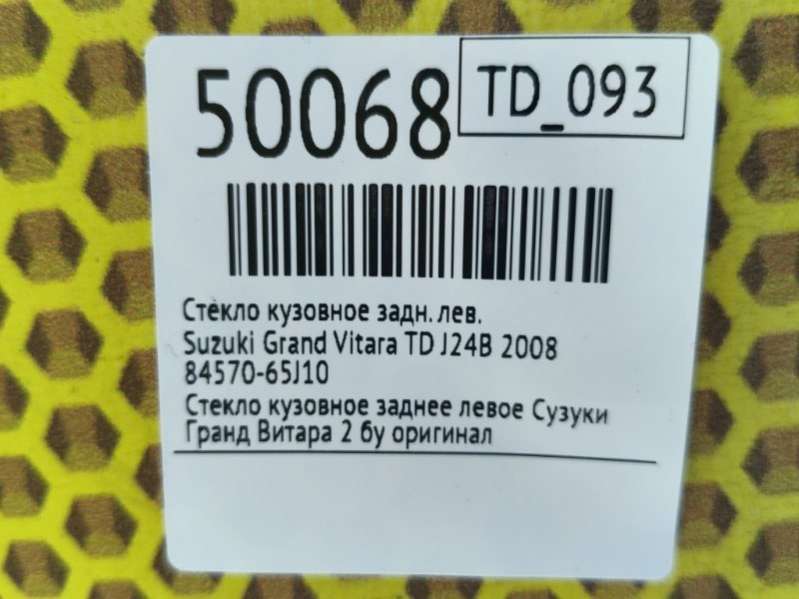 50068
TD_093
Стекло кузовное задн. лев.
Suzuki Grand Vitara TD J24B 2008
84570-65J10
Стекло кузовное заднее левое Сузуки
Гранд Витара 2 бу оригинал